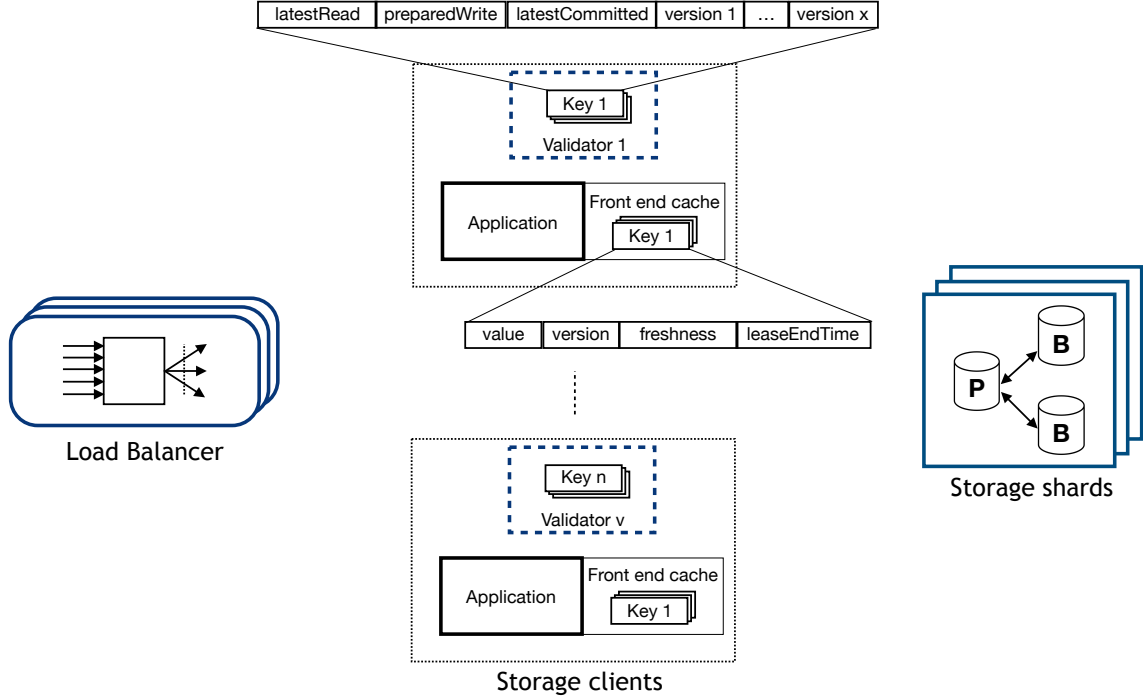 latestRead preparedWrite latestCommitted version 1 ... version x
Key 1
Validator 1
Application
Front end cache
Key 1
value version freshness leaseEndTime
Load Balancer
P
B
B
Storage shards
Key n
Validator v
Application
Front end cache
Key 1
Storage clients